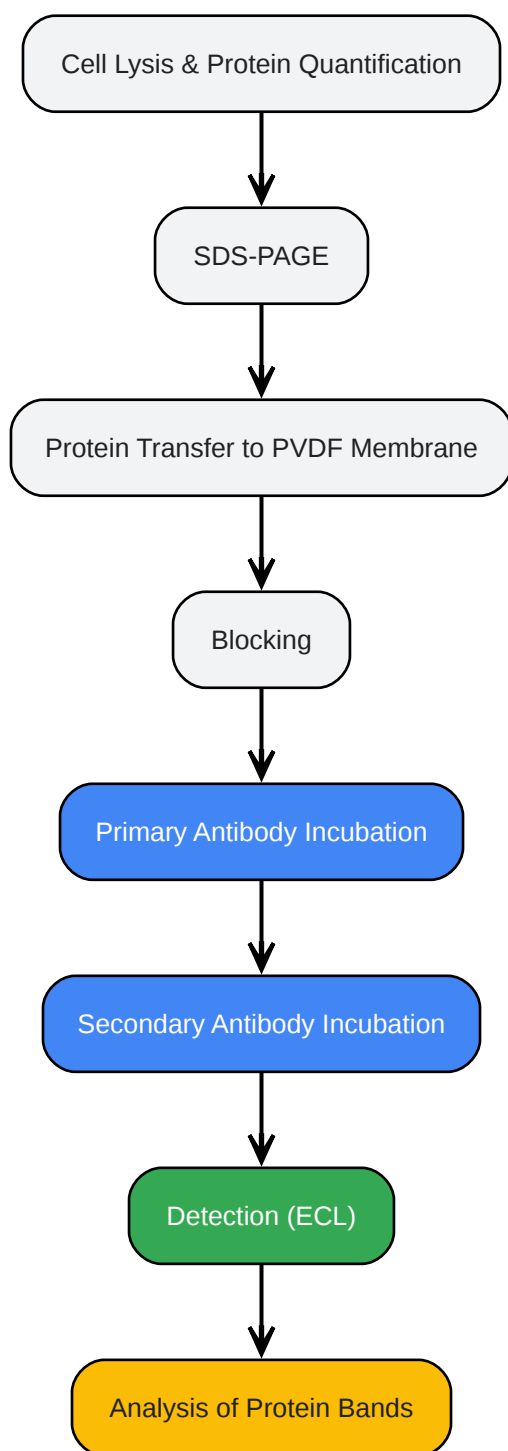 Cell Lysis & Protein Quantification
SDS-PAGE
Protein Transfer to PVDF Membrane
Blocking
Primary Antibody Incubation
Secondary Antibody Incubation
Detection (ECL)
Analysis of Protein Bands